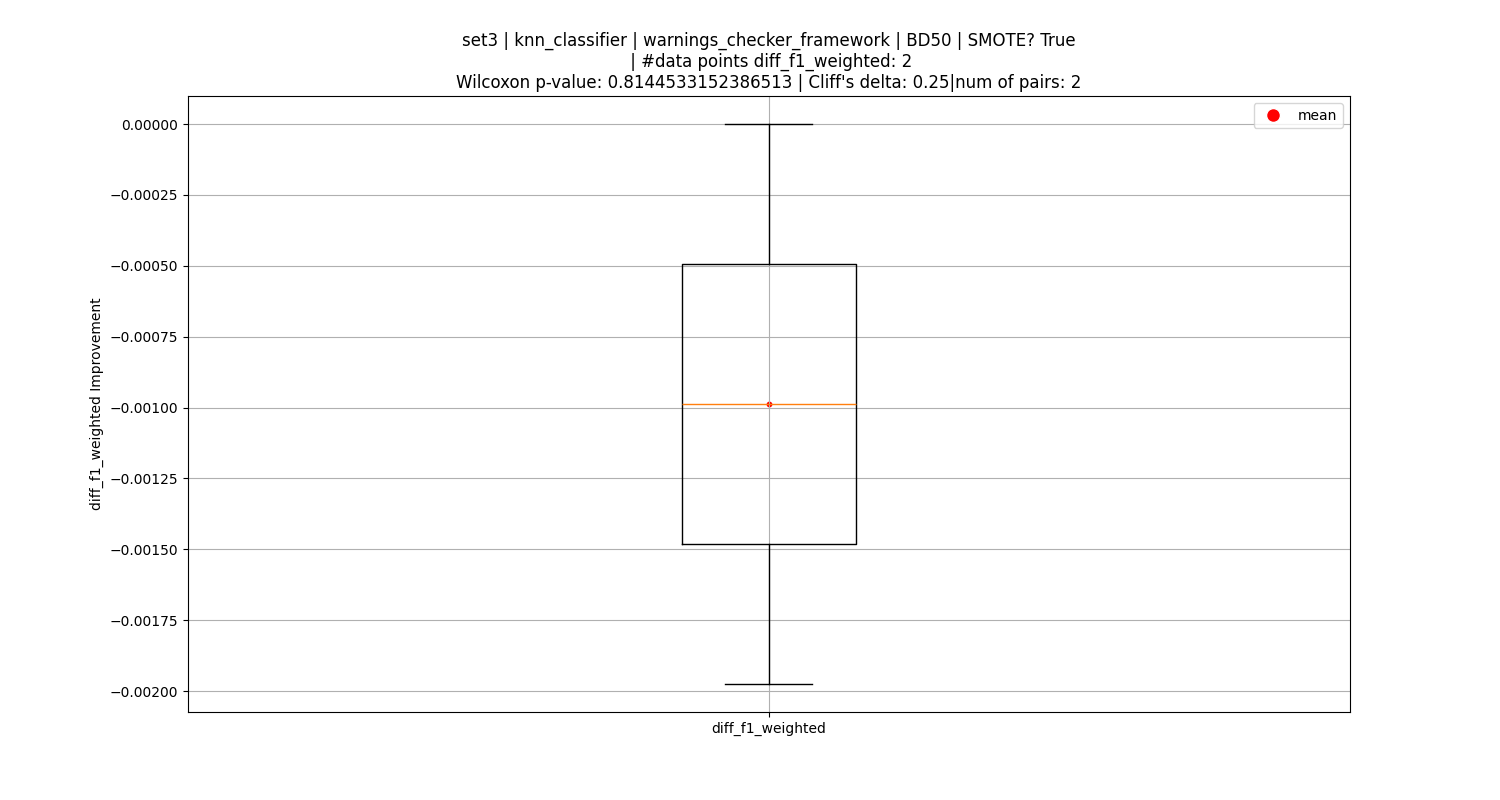 set3 | knn_classifier | warnings_checker_framework | BD50 | SMOTE? True
| #data points diff_f1_weighted: 2
Wilcoxon p-value: 0.8144533152386513 | Cliff's delta: 0.25|num of pairs: 2
mean
0.00000
−0.00025
−0.00050
−0.00075
−0.00100
−0.00125
−0.00150
−0.00175
−0.00200
diff_f1_weighted Improvement
diff_f1_weighted